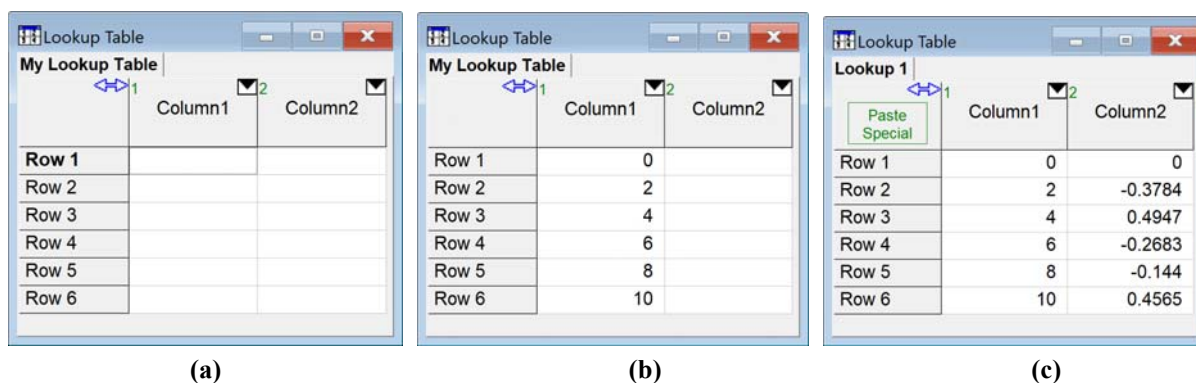 Lookup Table
My Lookup Table
1 2
Column1 Column2
Row 1
Row 2
Row 3
Row 4
Row 5
Row 6
(a)
Lookup Table
My Lookup Table
1 2
Column1 Column2
Row 1 0
Row 2 2
Row 3 4
Row 4 6
Row 5 8
Row 6 10
(b)
Lookup Table
Lookup 1
1 2
Paste Special
Column1 Column2
Row 1 0 0
Row 2 2 -0.3784
Row 3 4 0.4947
Row 4 6 -0.2683
Row 5 8 -0.144
Row 6 10 0.4565
(c)